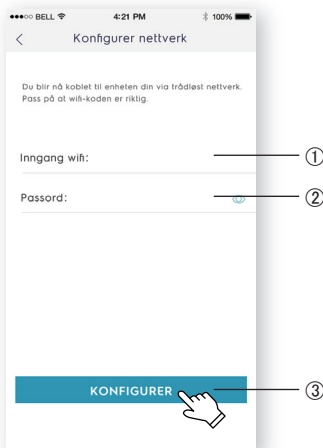 BELL 4:21 PM 100%
Konfigurer nettverk
Du blir nå koblet til enheten din via trådløst nettverk.
Pass på at wifi-koden er riktig.
Inngang wifi: ①
Passord: ②
KONFIGURER ③